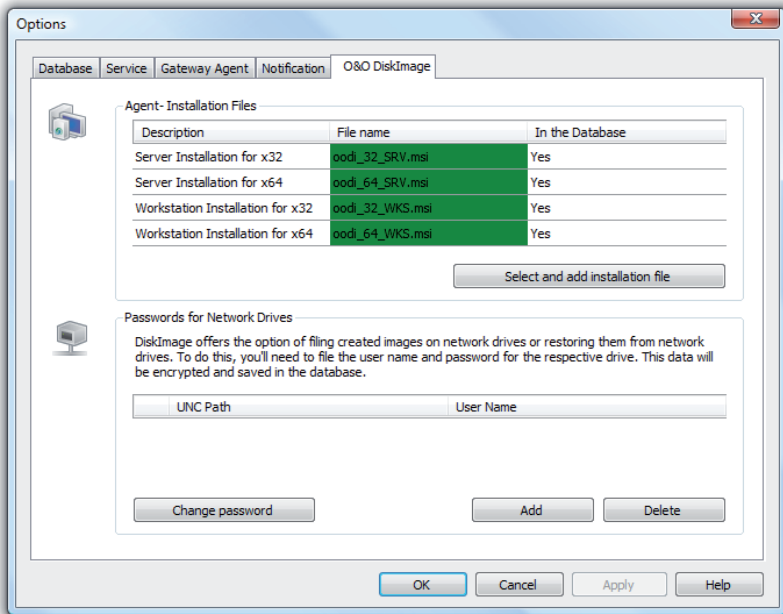 Options
Database Service Gateway Agent Notification O&O DiskImage
Agent- Installation Files
Description File name In the Database
Server Installation for x32 oodi_32_SRV.msi Yes
Server Installation for x64 oodi_64_SRV.msi Yes
Workstation Installation for x32 oodi_32_WKS.msi Yes
Workstation Installation for x64 oodi_64_WKS.msi Yes
Select and add installation file
Passwords for Network Drives
DiskImage offers the option of filing created images on network drives or restoring them from network
drives. To do this, you'll need to file the user name and password for the respective drive. This data will
be encrypted and saved in the database.
UNC Path User Name
Change password Add Delete
OK Cancel Apply Help